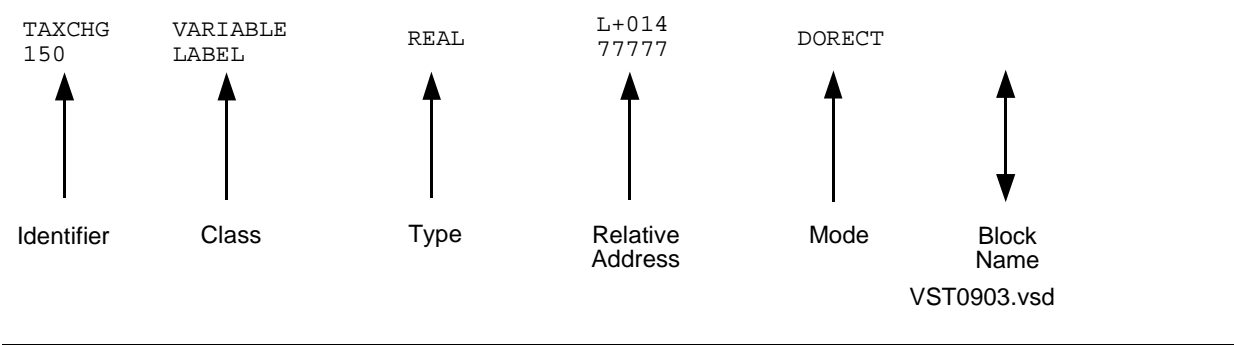 TAXCHG VARIABLE REAL L+014 DORECT
150 LABEL 77777
Identifier Class Type Relative Address Mode Block Name
VST0903.vsd